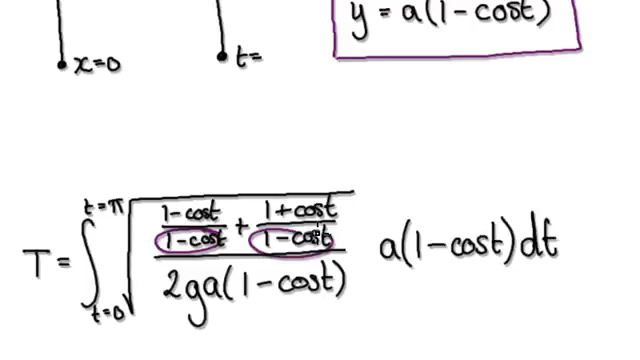 x=0
t=
y = a(1-cost)
T = ∫_{t=0}^{t=π} √(((1-cost)/(1-cost) + (1+cost)/(1-cost))/(2ga(1-cost))) a(1-cost)dt